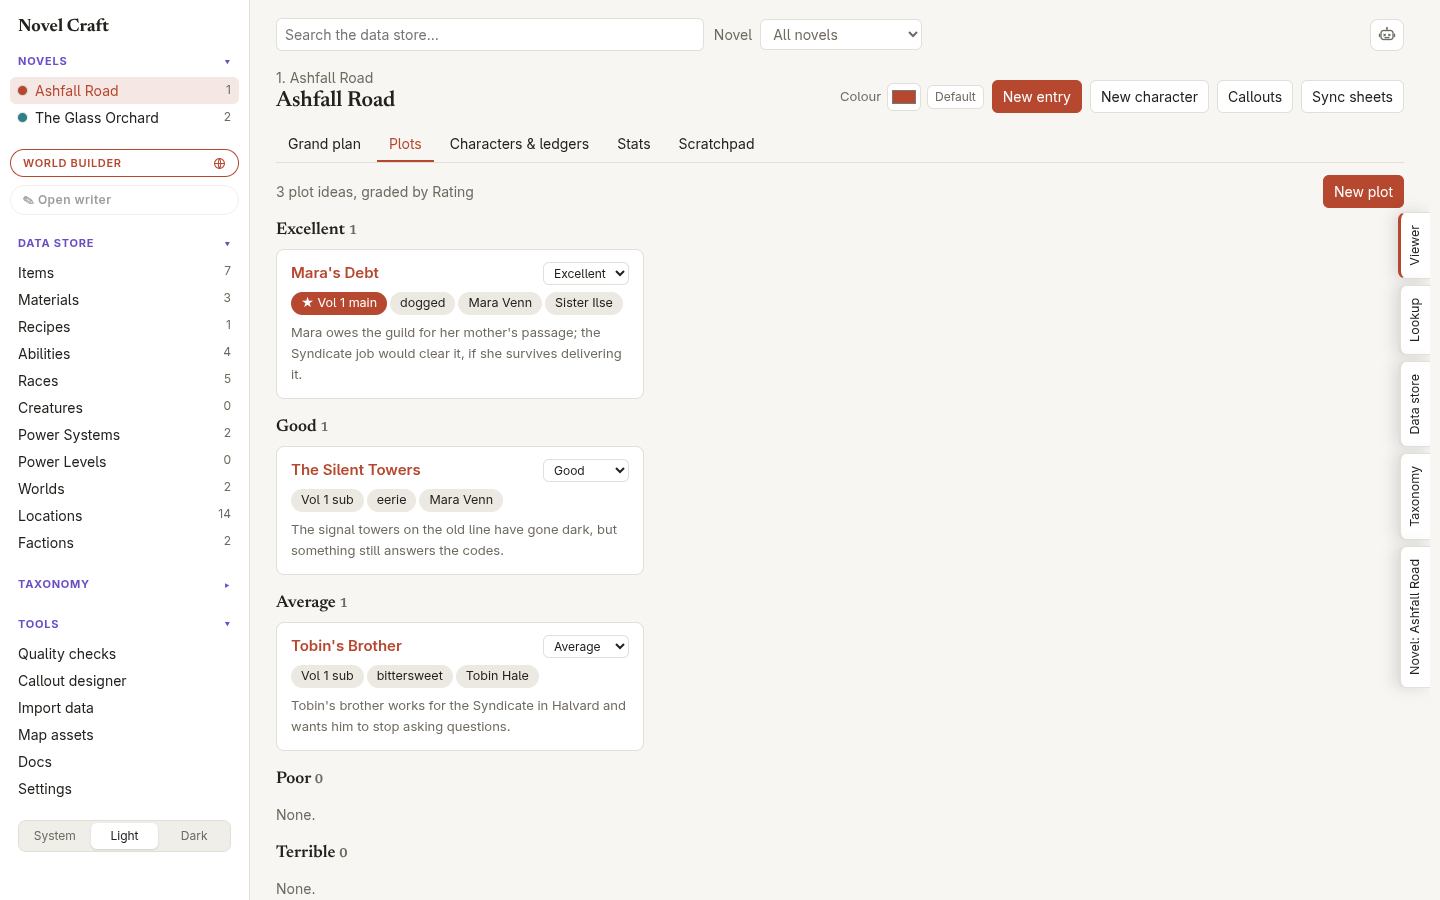 Novel Craft
NOVELS
Ashfall Road 1
The Glass Orchard 2
WORLD BUILDER
Open writer
DATA STORE
Items 7
Materials 3
Recipes 1
Abilities 4
Races 5
Creatures 0
Power Systems 2
Power Levels 0
Worlds 2
Locations 14
Factions 2
TAXONOMY
TOOLS
Quality checks
Callout designer
Import data
Map assets
Docs
Settings
System Light Dark
Search the data store... Novel All novels
1. Ashfall Road
Ashfall Road
Colour Default New entry New character Callouts Sync sheets
Grand plan Plots Characters & ledgers Stats Scratchpad
3 plot ideas, graded by Rating New plot
Excellent 1
Mara's Debt Excellent
★ Vol 1 main dogged Mara Venn Sister Ilse
Mara owes the guild for her mother's passage; the
Syndicate job would clear it, if she survives delivering
it.
Good 1
The Silent Towers Good
Vol 1 sub eerie Mara Venn
The signal towers on the old line have gone dark, but
something still answers the codes.
Average 1
Tobin's Brother Average
Vol 1 sub bittersweet Tobin Hale
Tobin's brother works for the Syndicate in Halvard and
wants him to stop asking questions.
Poor 0
None.
Terrible 0
None.
Viewer
Lookup
Data store
Taxonomy
Novel: Ashfall Road